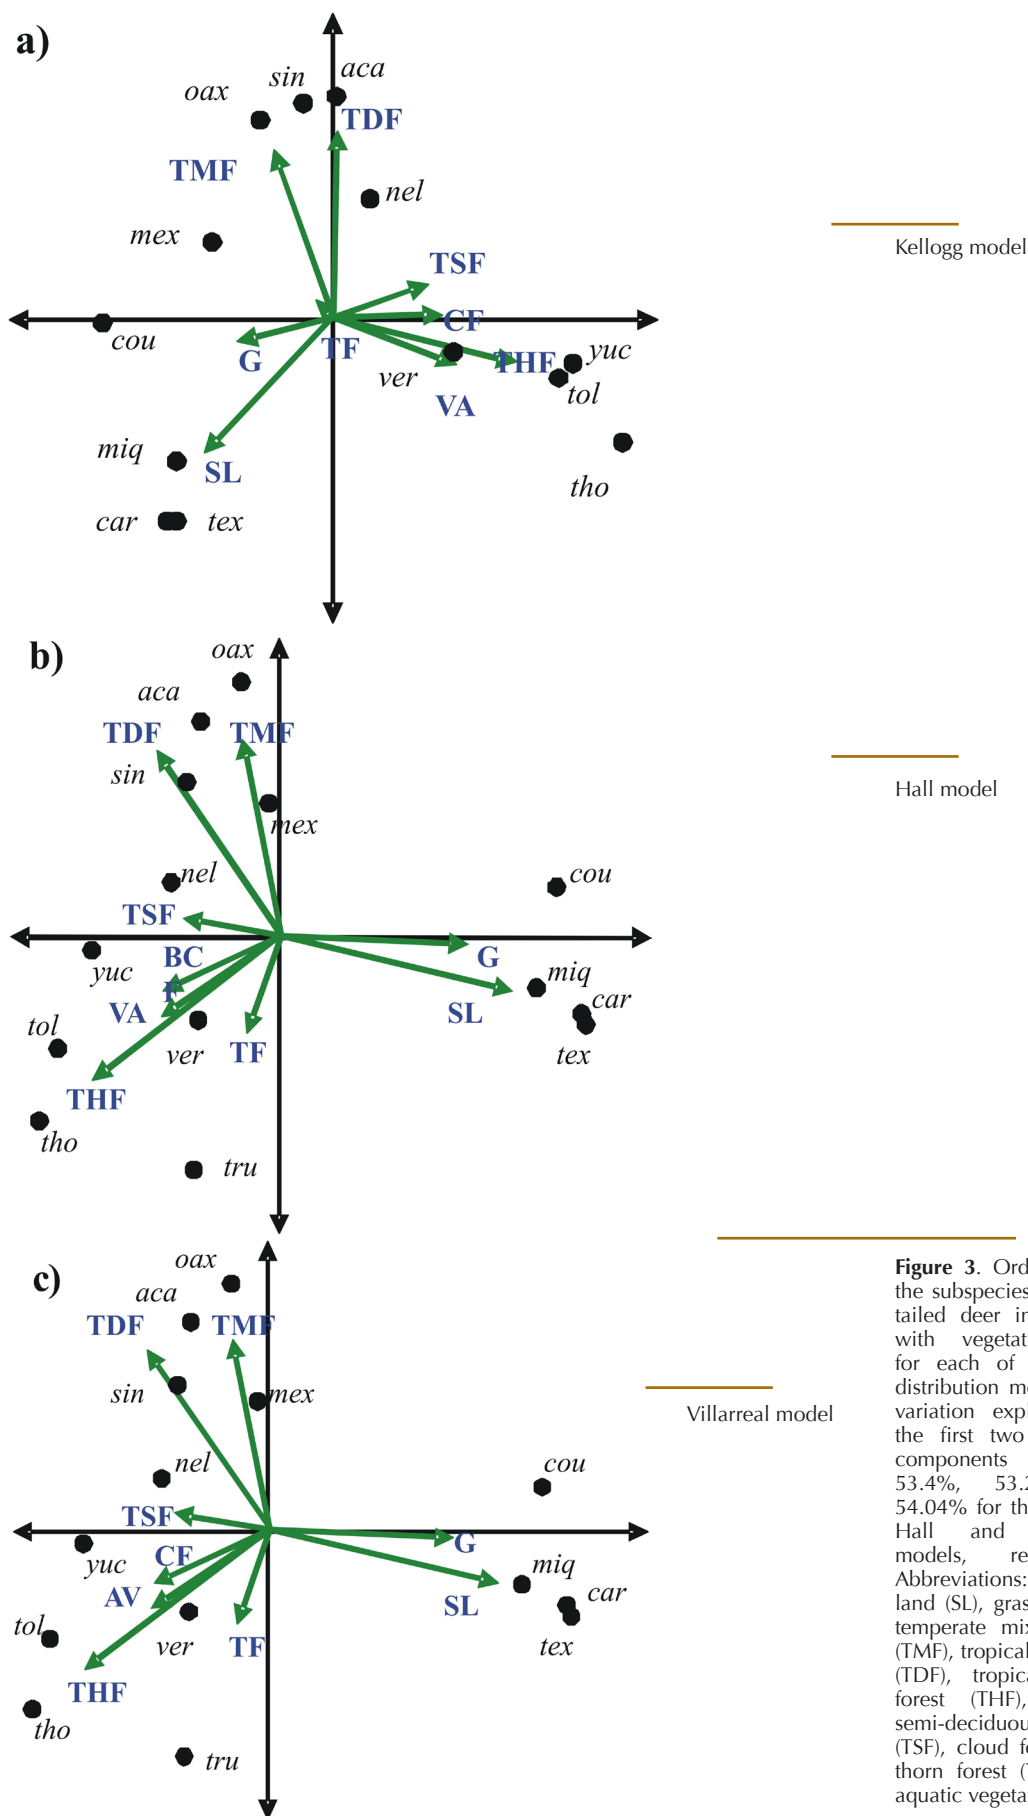 a)
aca
sin
oax
TDF
TMF
nel
mex
TSF
Kellogg model
CF
cou
TF
G
yuc
THF
ver
tol
VA
miq
SL
tho
car
tex
b)
oax
aca
TDF
TMF
sin
Hall model
mex
nel
cou
TSF
BC
G
yuc
F
miq
VA
SL
car
tol
ver
TF
tex
THF
tho
tru
c)
oax
aca
TDF
TMF
sin
mex
Villarreal model
nel
cou
TSF
G
yuc
CF
miq
AV
SL
car
tol
ver
TF
tex
THF
tho
tru
Figure 3. Ord
the subspecies
tailed deer in
with vegetat
for each of
distribution m
variation expl
the first two
components
53.4%, 53.2
54.04% for th
Hall and
models, re
Abbreviations:
land (SL), gras
temperate mix
(TMF), tropical
(TDF), tropica
forest (THF),
semi-deciduou
(TSF), cloud f
thorn forest (
aquatic vegeta